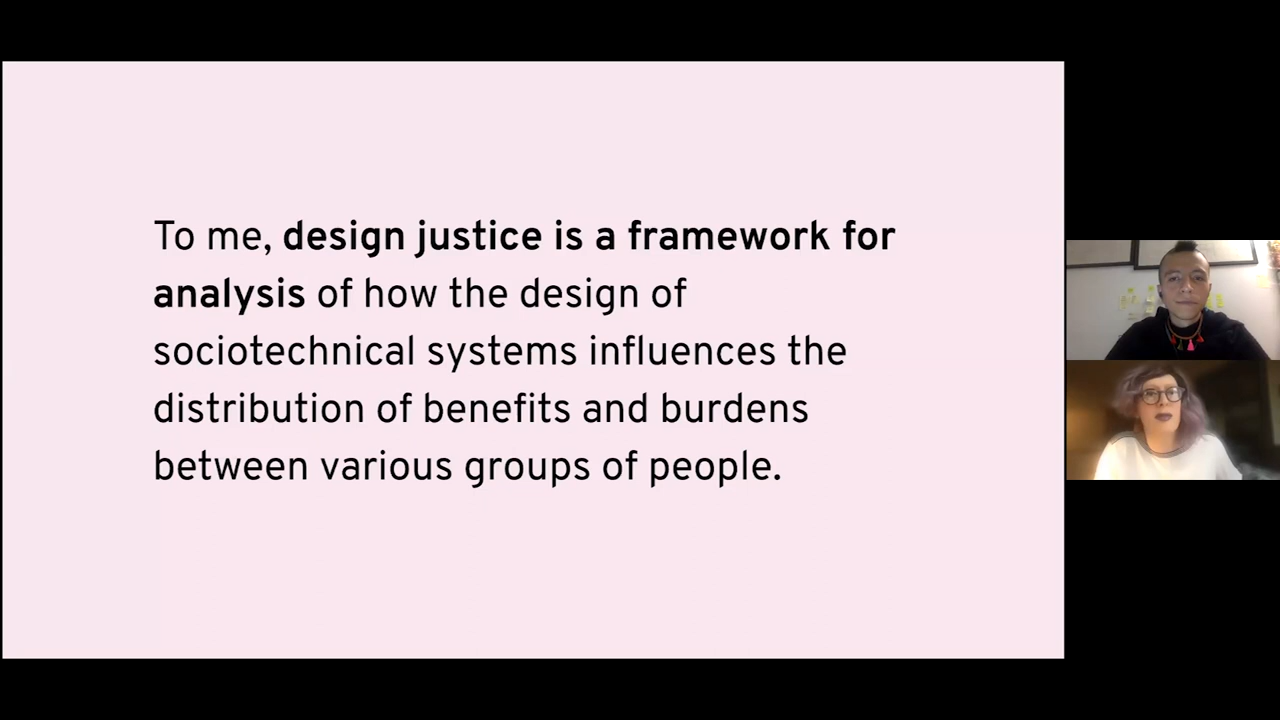 To me, design justice is a framework for
analysis of how the design of
sociotechnical systems influences the
distribution of benefits and burdens
between various groups of people.